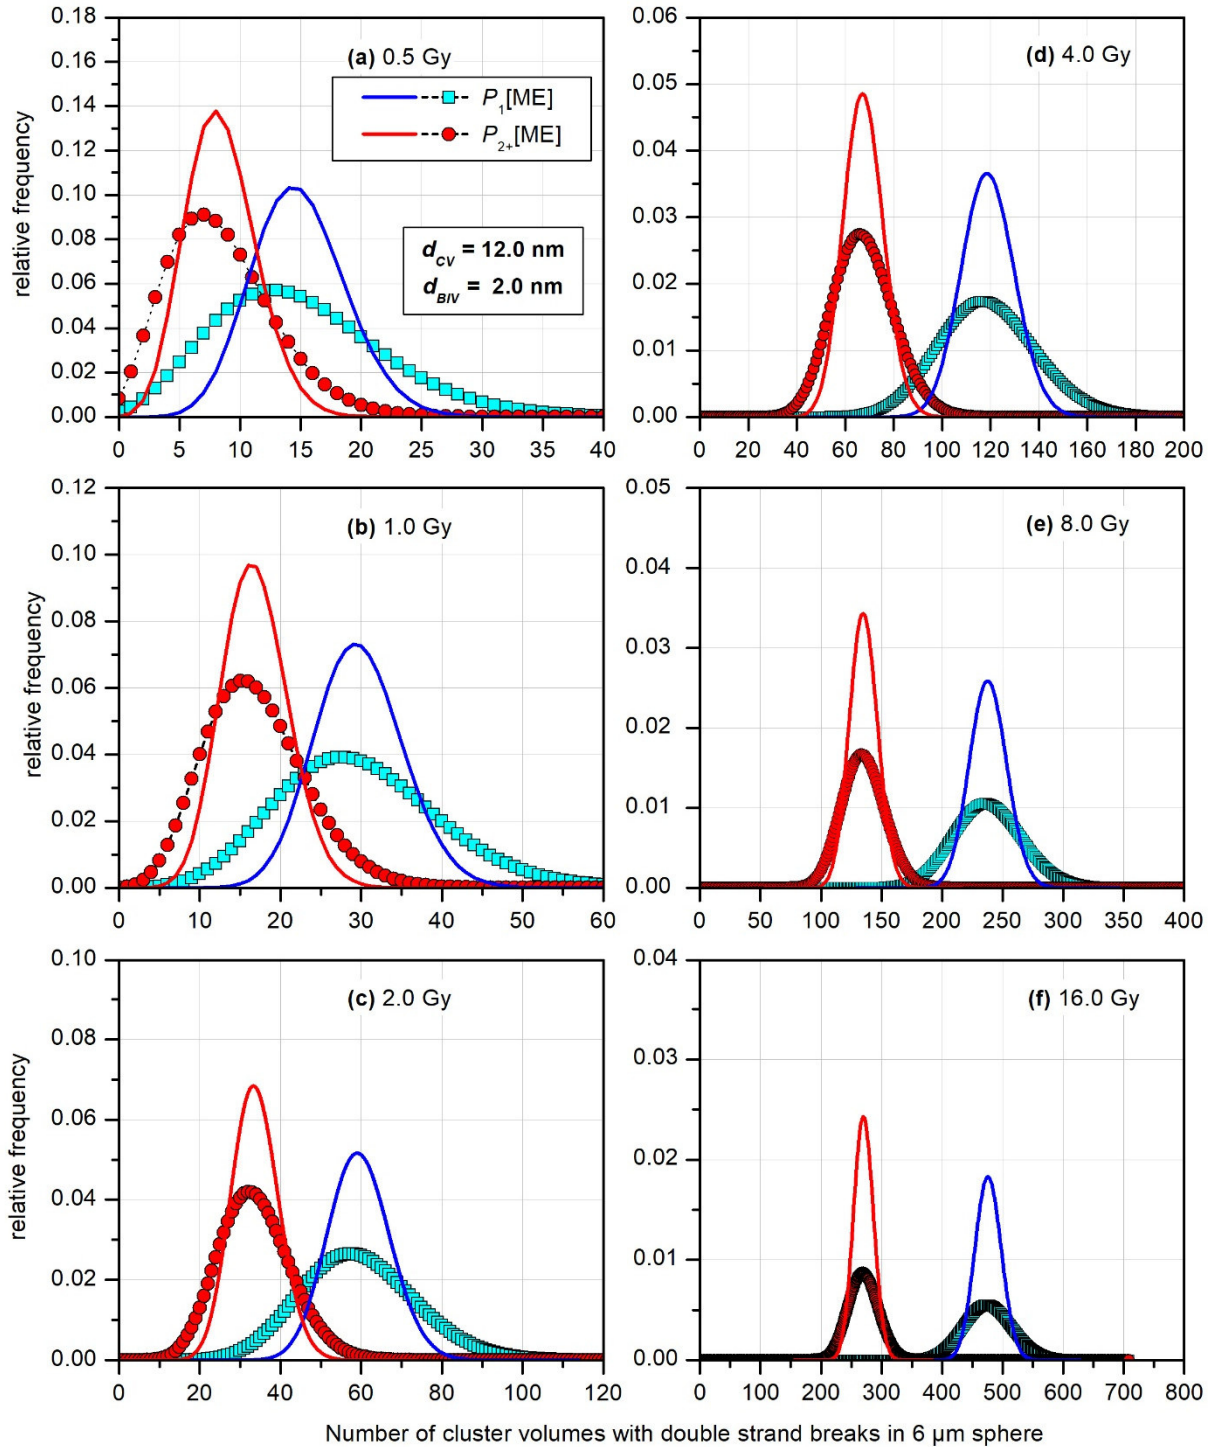 0.18
0.16
0.14
0.12
0.10
0.08
0.06
0.04
0.02
0.00
relative frequency
(a) 0.5 Gy
P1[ME]
P2+[ME]
dCV = 12.0 nm
dBIV = 2.0 nm
0 5 10 15 20 25 30 35 40
0.06
0.05
0.04
0.03
0.02
0.01
0.00
(d) 4.0 Gy
0 20 40 60 80 100 120 140 160 180 200
0.12
0.10
0.08
0.06
0.04
0.02
0.00
relative frequency
(b) 1.0 Gy
0 10 20 30 40 50 60
0.05
0.04
0.03
0.02
0.01
0.00
(e) 8.0 Gy
0 50 100 150 200 250 300 350 400
0.10
0.08
0.06
0.04
0.02
0.00
relative frequency
(c) 2.0 Gy
0 20 40 60 80 100 120
0.04
0.03
0.02
0.01
0.00
(f) 16.0 Gy
0 100 200 300 400 500 600 700 800
Number of cluster volumes with double strand breaks in 6 μm sphere